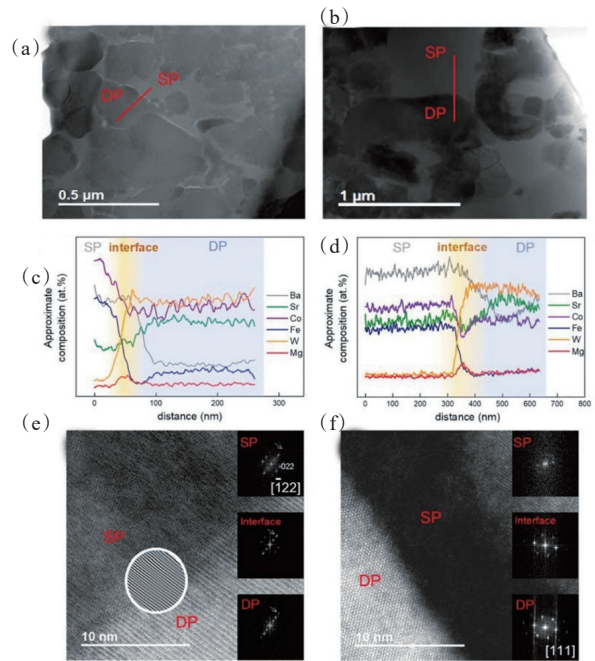 (a)
SP
DP
0.5 μm
(b)
SP
DP
1 μm
(c)
SP
interface
DP
Approximate
composition (at.%)
Ba
Sr
Co
Fe
W
Mg
0
100
200
300
distance (nm)
(d)
SP
interface
DP
Approximate
composition (at.%)
Ba
Sr
Co
Fe
W
Mg
0
100
200
300
400
500
600
700
800
distance (nm)
(e)
SP
DP
10 nm
SP
-022
[1̄22]
Interface
DP
(f)
SP
DP
10 nm
SP
Interface
DP
[111]